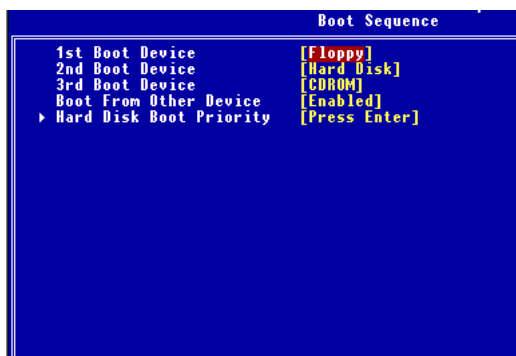 Boot Sequence
1st Boot Device [Floppy]
2nd Boot Device [Hard Disk]
3rd Boot Device [CDROM]
Boot From Other Device [Enabled]
Hard Disk Boot Priority [Press Enter]